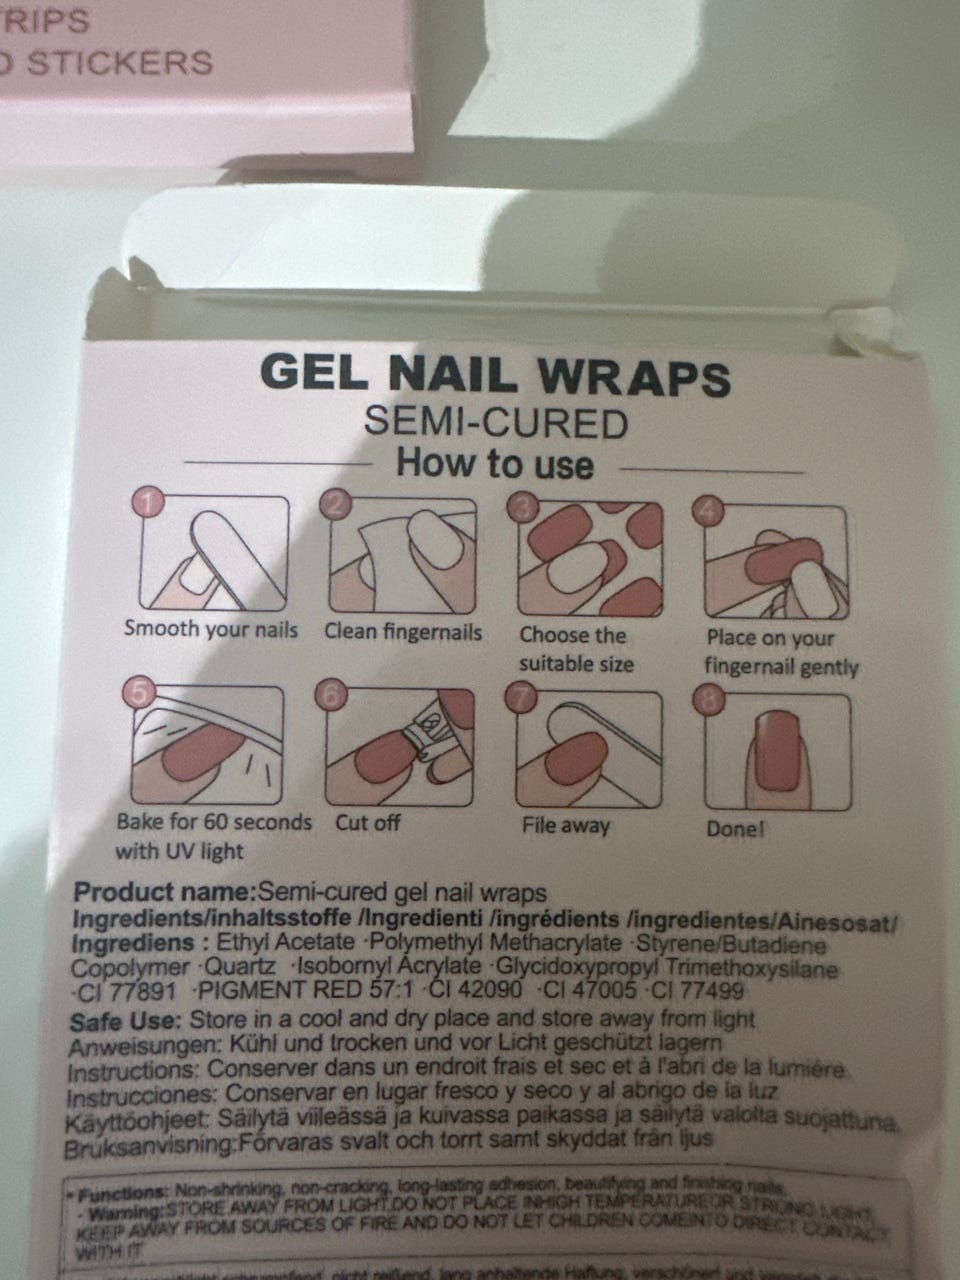 TRIPS
D STICKERS
GEL NAIL WRAPS
SEMI-CURED
How to use
1
2
3
4
Smooth your nails
Clean fingernails
Choose the
suitable size
Place on your
fingernail gently
5
6
7
8
Bake for 60 seconds
with UV light
Cut off
File away
Done!
Product name:Semi-cured gel nail wraps
Ingredients/inhaltsstoffe /Ingredienti /ingrédients /ingredientes/Ainesosat/
Ingrediens : Ethyl Acetate ·Polymethyl Methacrylate ·Styrene/Butadiene
Copolymer ·Quartz ·Isobornyl Acrylate ·Glycidoxypropyl Trimethoxysilane
·CI 77891 ·PIGMENT RED 57:1 ·CI 42090 ·CI 47005 ·CI 77499
Safe Use: Store in a cool and dry place and store away from light
Anweisungen: Kühl und trocken und vor Licht geschützt lagern
Instructions: Conserver dans un endroit frais et sec et à l'abri de la lumière.
Instrucciones: Conservar en lugar fresco y seco y al abrigo de la luz
Käyttöohjeet: Säilytä viileässä ja kuivassa paikassa ja säilytä valolta suojattuna.
Bruksanvisning:Förvaras svalt och torrt samt skyddat från ljus
· Functions: Non-shrinking, non-cracking, long-lasting adhesion, beautifying and finishing nails.
· Warning:STORE AWAY FROM LIGHT.DO NOT PLACE INHIGH TEMPERATUREOR STRONG LIGHT,
KEEP AWAY FROM SOURCES OF FIRE AND DO NOT LET CHILDREN COMEINTO DIRECT CONTACT
WITH IT
nicht reißend, lang anhaltende Haftung, verschönert und